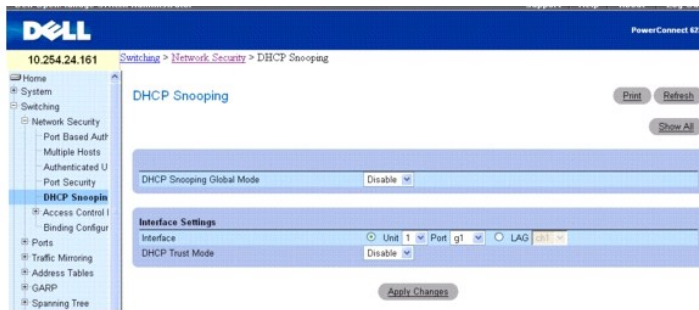 DELL
PowerConnect 62
10.254.24.161
Switching > Network Security > DHCP Snooping
Home
System
Switching
Network Security
Port Based Auth
Multiple Hosts
Authenticated U
Port Security
DHCP Snoopin
Access Control l
Binding Configur
Ports
Traffic Mirroring
Address Tables
GARP
Spanning Tree
DHCP Snooping
Print Refresh
Show All
DHCP Snooping Global Mode Disable
Interface Settings
Interface Unit 1 Port g1 LAG ch1
DHCP Trust Mode Disable
Apply Changes